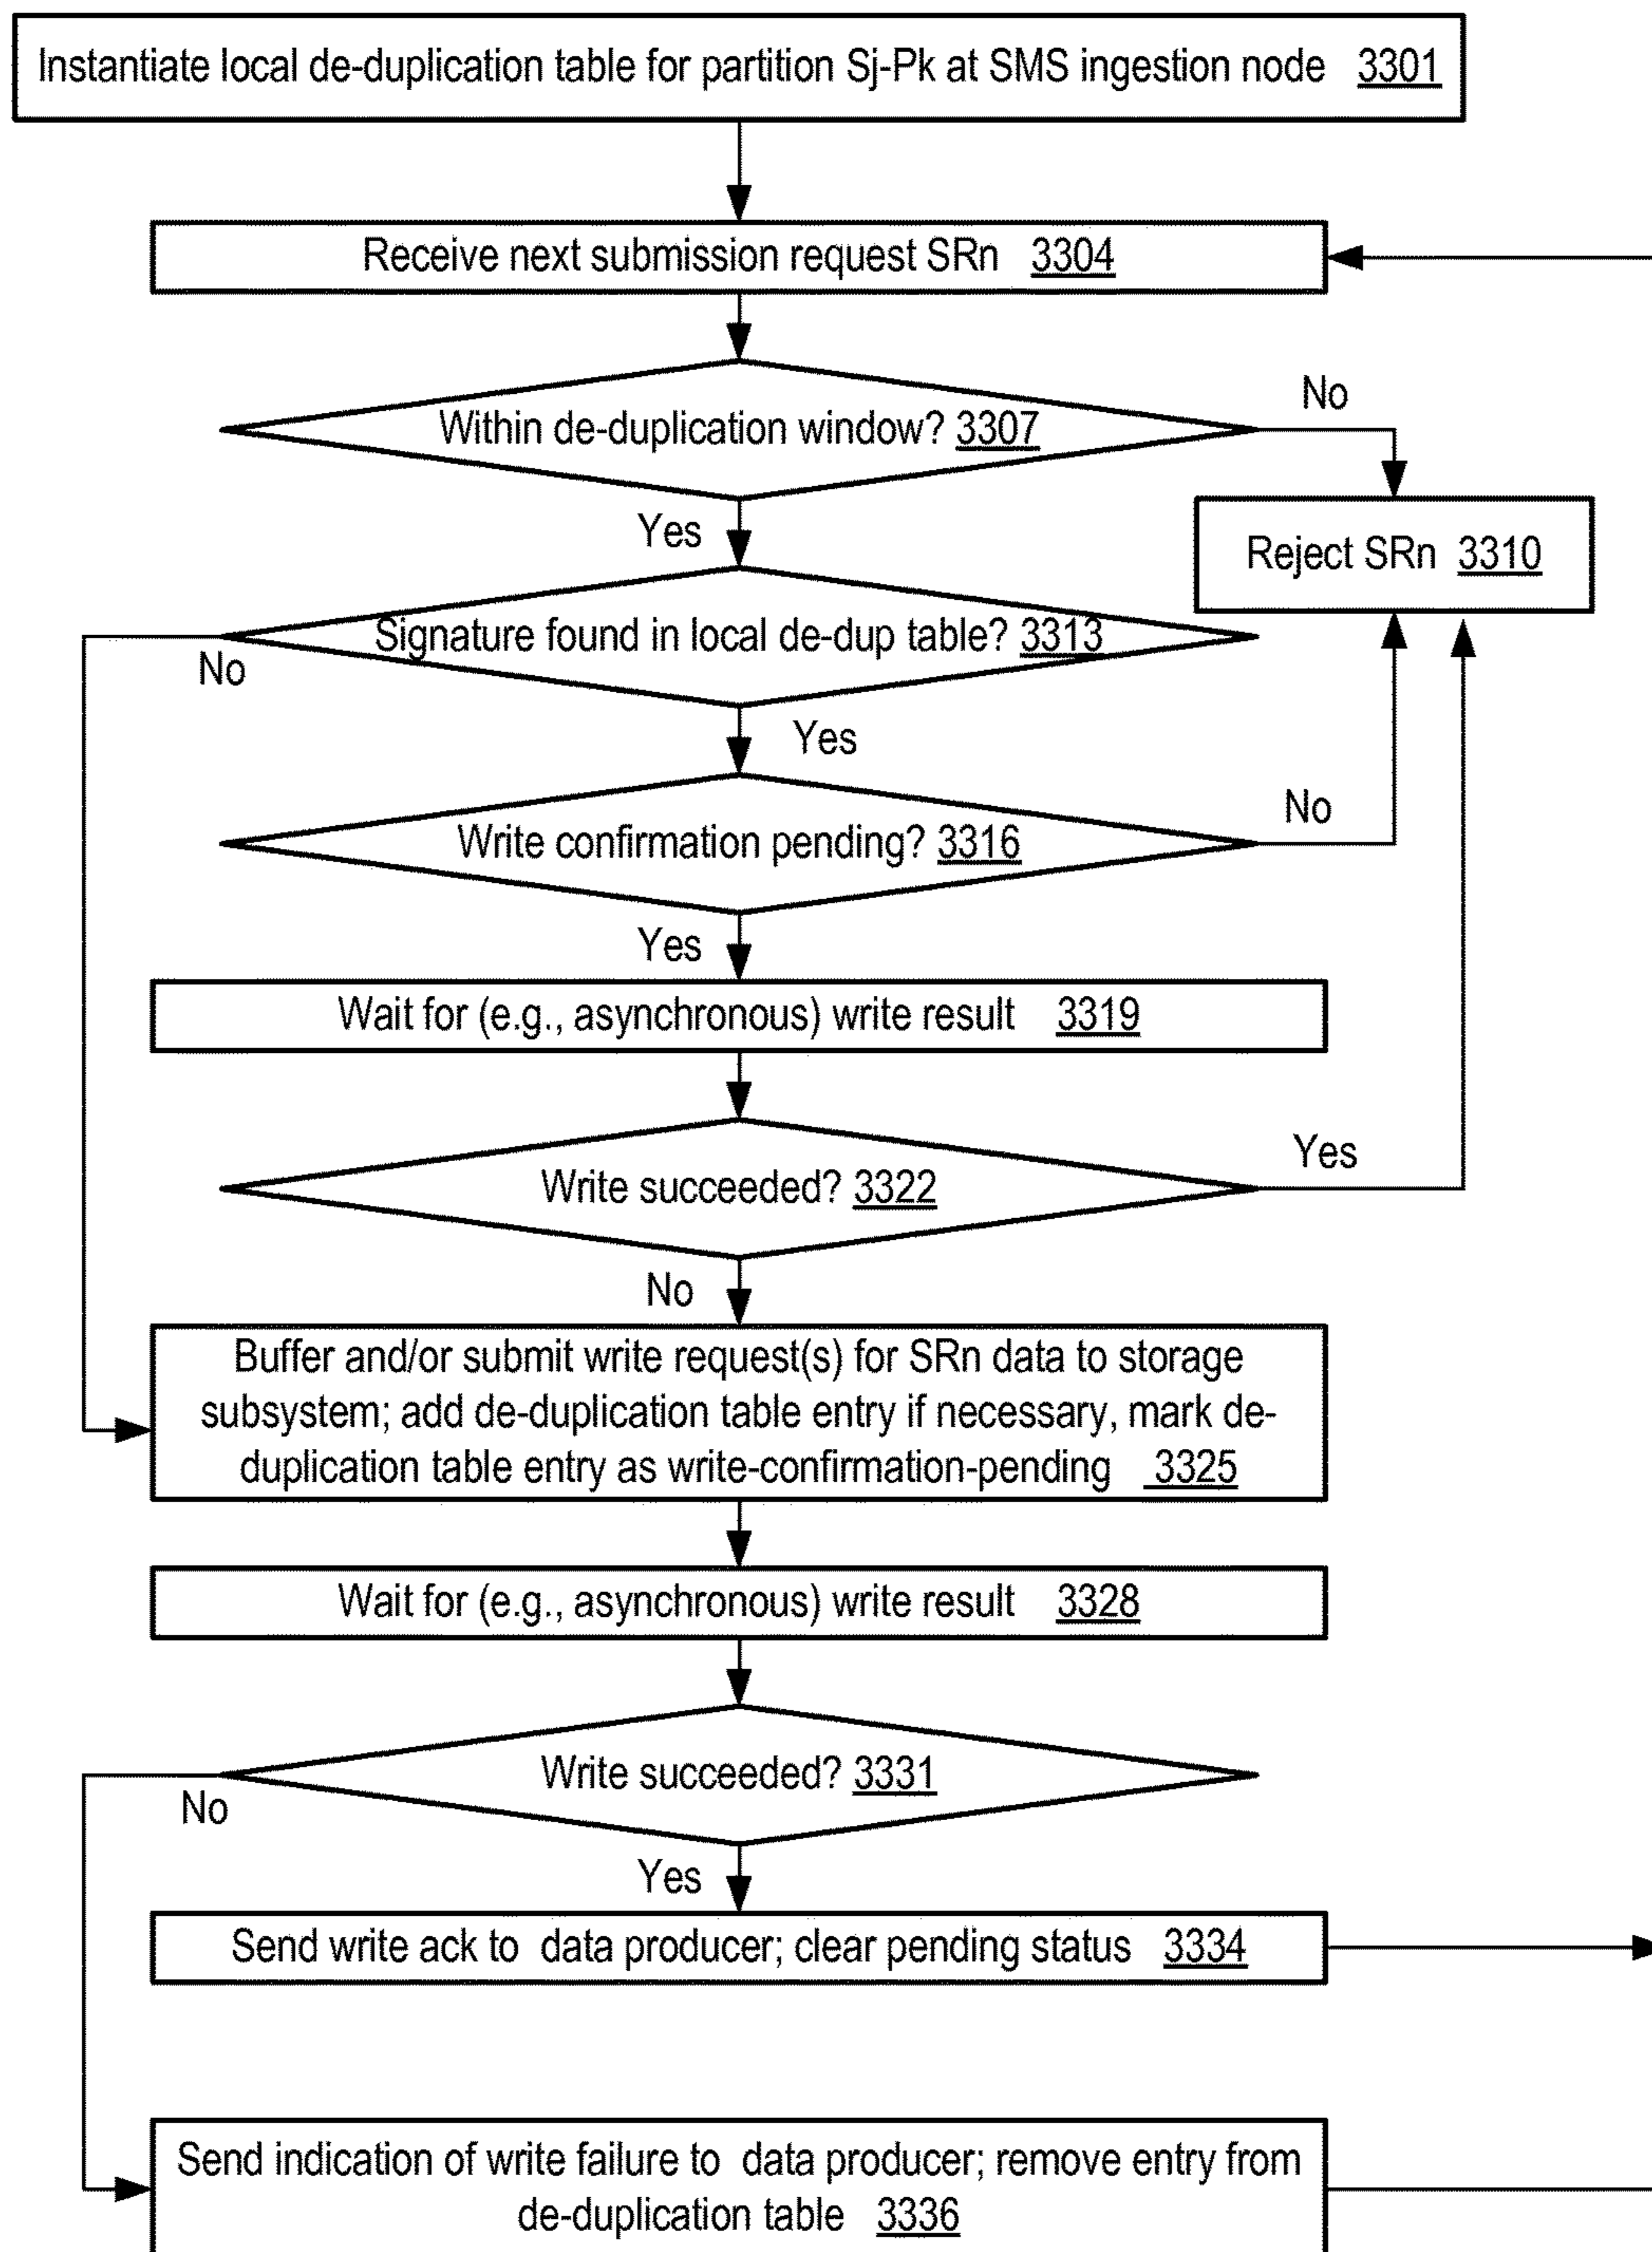 Instantiate local de-duplication table for partition Sj-Pk at SMS ingestion node 3301
Receive next submission request SRn 3304
Within de-duplication window? 3307
No
Yes
Reject SRn 3310
Signature found in local de-dup table? 3313
No
Yes
Write confirmation pending? 3316
No
Yes
Wait for (e.g., asynchronous) write result 3319
Write succeeded? 3322
Yes
No
Buffer and/or submit write request(s) for SRn data to storage
subsystem; add de-duplication table entry if necessary, mark de-
duplication table entry as write-confirmation-pending 3325
Wait for (e.g., asynchronous) write result 3328
Write succeeded? 3331
No
Yes
Send write ack to data producer; clear pending status 3334
Send indication of write failure to data producer; remove entry from
de-duplication table 3336